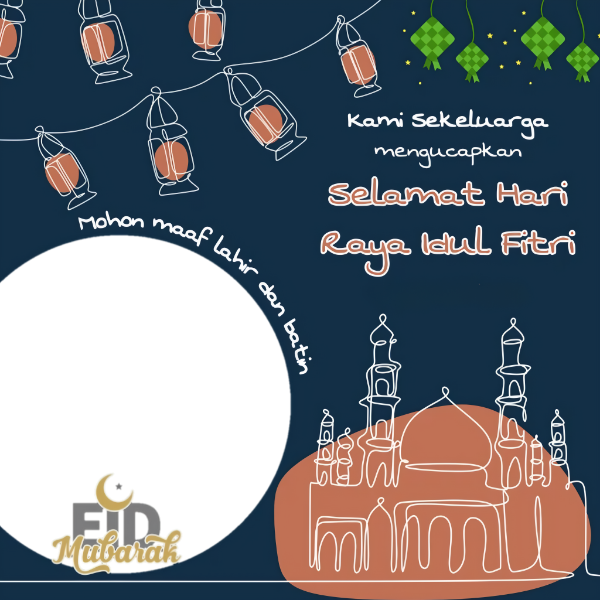 Kami Sekeluarga
mengucapkan
Selamat Hari
Raya Idul Fitri
Mohon maaf lahir dan batin
EID
Mubarak